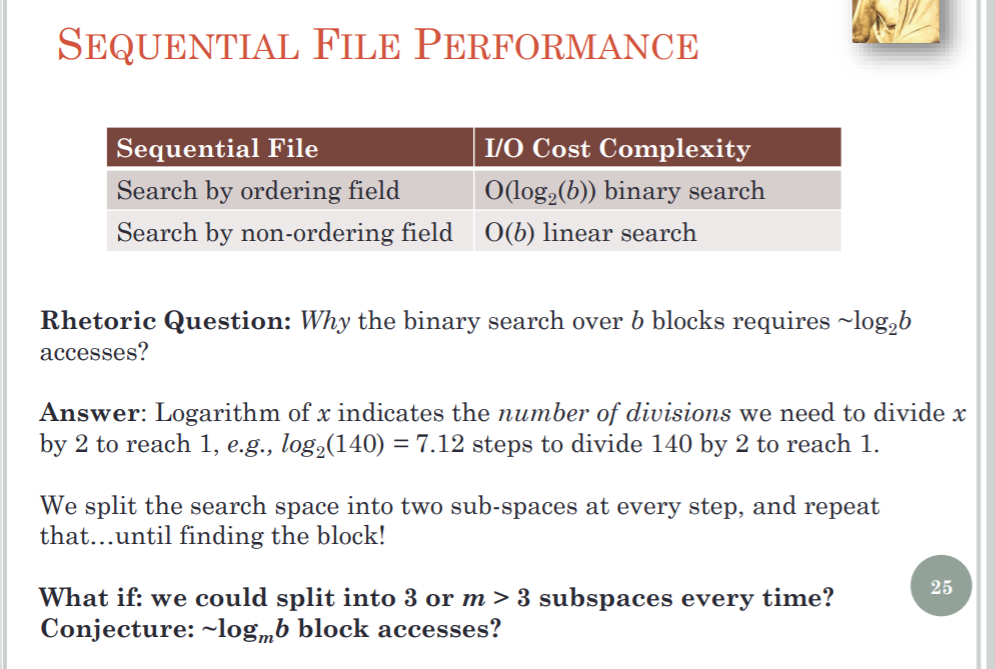 SEQUENTIAL FILE PERFORMANCE
Sequential File I/O Cost Complexity
Search by ordering field O(log₂(b)) binary search
Search by non-ordering field O(b) linear search
Rhetoric Question: Why the binary search over b blocks requires ~log₂b
accesses?
Answer: Logarithm of x indicates the number of divisions we need to divide x
by 2 to reach 1, e.g., log₂(140) = 7.12 steps to divide 140 by 2 to reach 1.
We split the search space into two sub-spaces at every step, and repeat
that…until finding the block!
What if: we could split into 3 or m > 3 subspaces every time?
Conjecture: ~logₘb block accesses?
25